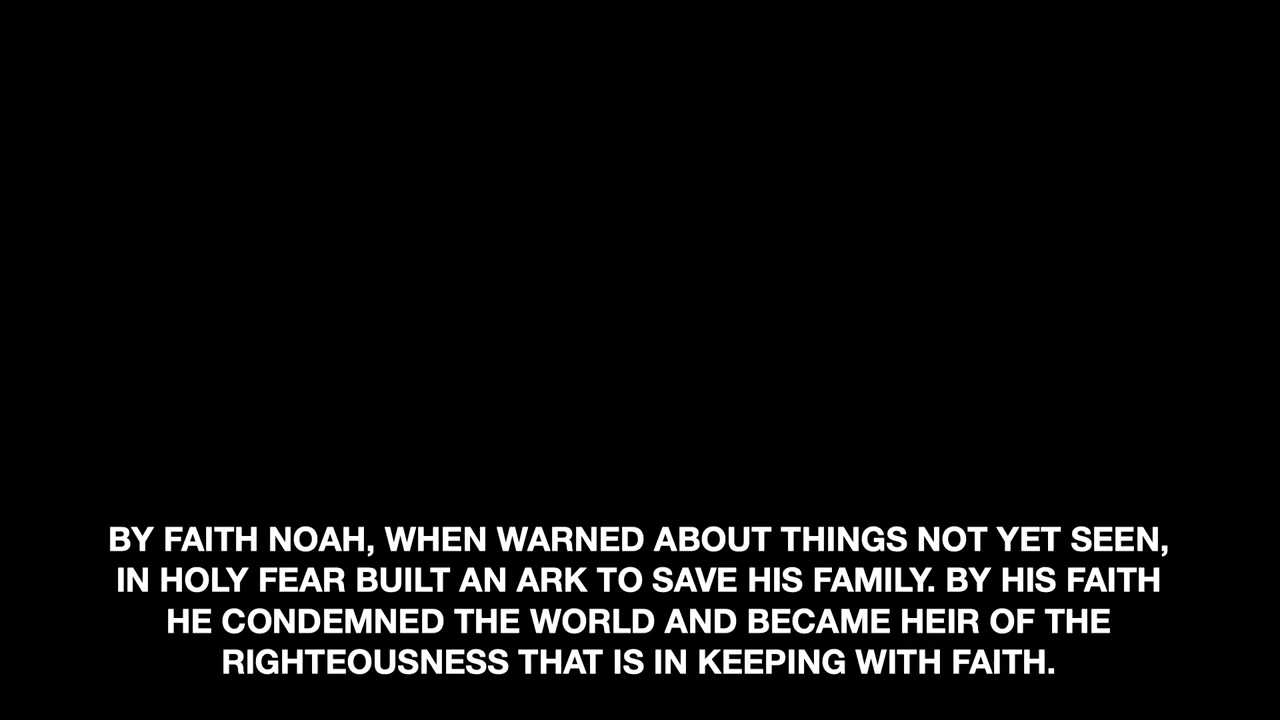 BY FAITH NOAH, WHEN WARNED ABOUT THINGS NOT YET SEEN,
IN HOLY FEAR BUILT AN ARK TO SAVE HIS FAMILY. BY HIS FAITH
HE CONDEMNED THE WORLD AND BECAME HEIR OF THE
RIGHTEOUSNESS THAT IS IN KEEPING WITH FAITH.